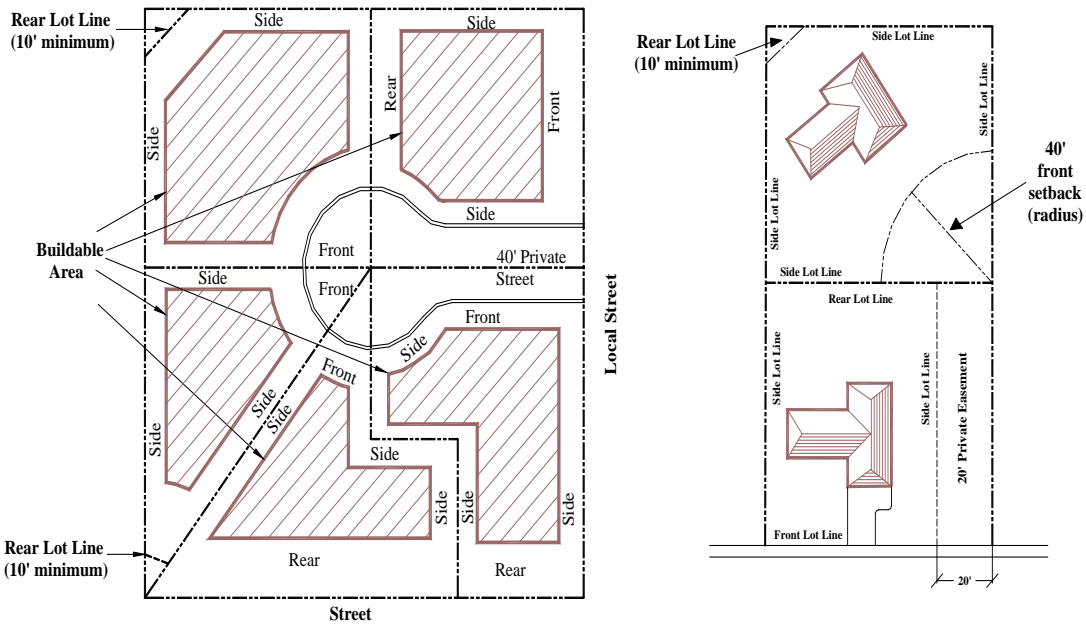 Rear Lot Line
(10' minimum)
Side
Side
Rear
Front
Side
Side
Buildable
Area
Front
40' Private
Street
Side
Front
Front
Side
Front
Local Street
Side
Side
Side
Side
Side
Side
Rear Lot Line
(10' minimum)
Rear
Rear
Street
Rear Lot Line
(10' minimum)
Side Lot Line
Side Lot Line
40'
front
setback
(radius)
Side Lot Line
Side Lot Line
Rear Lot Line
Side Lot Line
Side Lot Line
20' Private Easement
Front Lot Line
20'